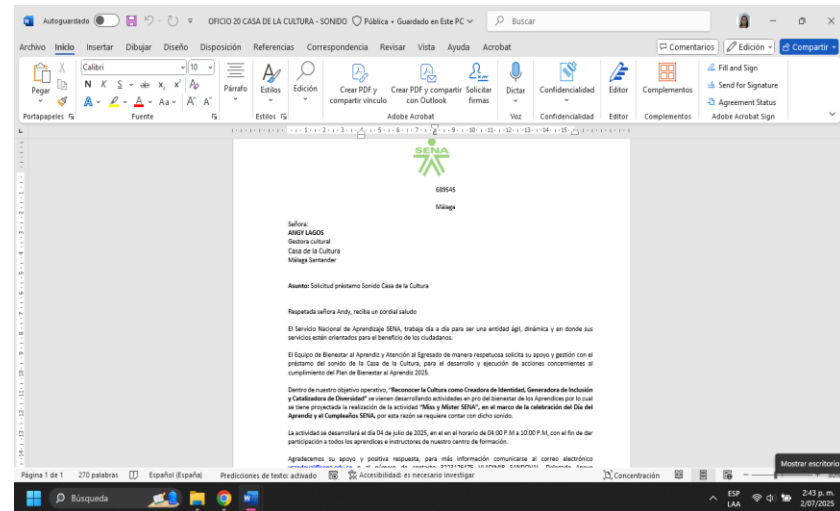 Autoguardado
OFICIO 20 CASA DE LA CULTURA - SONIDO
Pública • Guardado en Este PC
Buscar
Archivo Inicio Insertar Dibujar Diseño Disposición Referencias Correspondencia Revisar Vista Ayuda Acrobat
Comentarios
Edición
Compartir
Pegar
Calibri
10
N K S ab x₂ x²
A A Aa A A
Párrafo
Estilos
Edición
Crear PDF y
compartir vínculo
Crear PDF y compartir
con Outlook
Solicitar
firmas
Dictar
Confidencialidad
Editor
Complementos
Fill and Sign
Send for Signature
Agreement Status
Portapapeles
Fuente
Estilos
Adobe Acrobat
Voz
Confidencialidad
Editor
Complementos
Adobe Acrobat Sign
SENA
689545
Málaga
Señora:
ANGY LAGOS
Gestora cultural
Casa de la Cultura
Málaga Santander
Asunto: Solicitud préstamo Sonido Casa de la Cultura
Respetada señora Andy, reciba un cordial saludo
El Servicio Nacional de Aprendizaje SENA, trabaja día a día para ser una entidad ágil, dinámica y en donde sus
servicios estén orientados para el beneficio de los ciudadanos.
El Equipo de Bienestar al Aprendiz y Atención al Egresado de manera respetuosa solicita su apoyo y gestión con el
préstamo del sonido de la Casa de la Cultura, para el desarrollo y ejecución de acciones concernientes al
cumplimiento del Plan de Bienestar al Aprendiz 2025.
Dentro de nuestro objetivo operativo, "Reconocer la Cultura como Creadora de Identidad, Generadora de Inclusión
y Catalizadora de Diversidad" se vienen desarrollando actividades en pro del bienestar de los Aprendices por lo cual
se tiene proyectada la realización de la actividad "Miss y Míster SENA", en el marco de la celebración del Día del
Aprendiz y el Cumpleaños SENA, por esta razón se requiere contar con dicho sonido.
La actividad se desarrollará el día 04 de julio de 2025, en el en el horario de 04:00 P.M a 10:00 P.M, con el fin de dar
participación a todos los aprendices e instructores de nuestro centro de formación.
Agradecemos su apoyo y positiva respuesta, para más información comunicarse al correo electrónico
Página 1 de 1
270 palabras
Español (España)
Predicciones de texto: activado
Accesibilidad: es necesario investigar
Concentración
Mostrar escritorio
Búsqueda
ESP
LAA
2:43 p. m.
2/07/2025